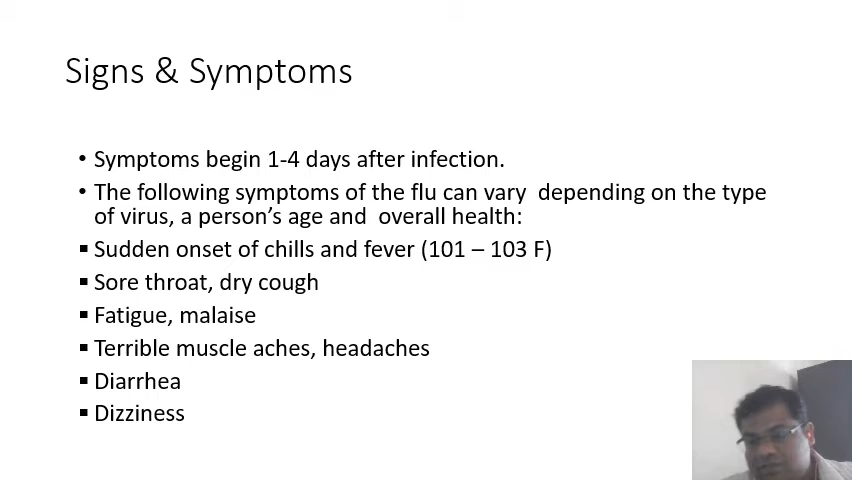 Signs & Symptoms
• Symptoms begin 1-4 days after infection.
• The following symptoms of the flu can vary  depending on the type
of virus, a person’s age and  overall health:
▪ Sudden onset of chills and fever (101 – 103 F)
▪ Sore throat, dry cough
▪ Fatigue, malaise
▪ Terrible muscle aches, headaches
▪ Diarrhea
▪ Dizziness